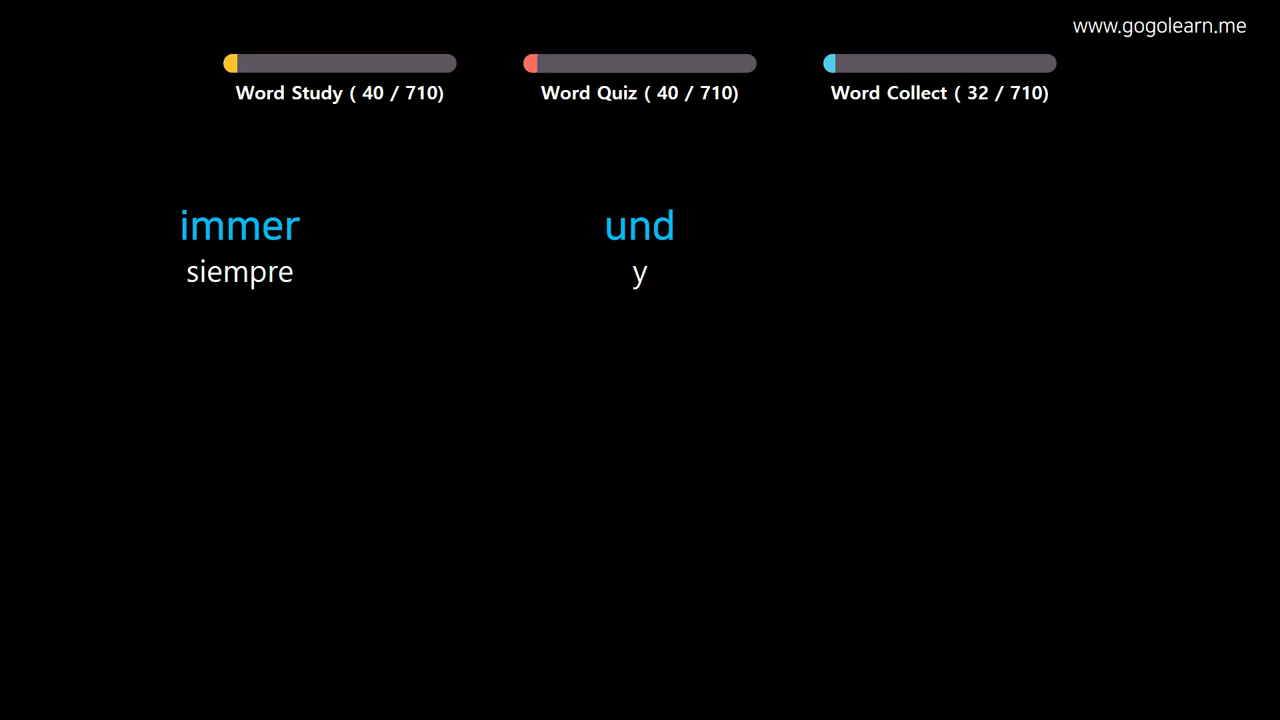 www.gogolearn.me
Word Study ( 40 / 710)
Word Quiz ( 40 / 710)
Word Collect ( 32 / 710)
immer
siempre
und
y